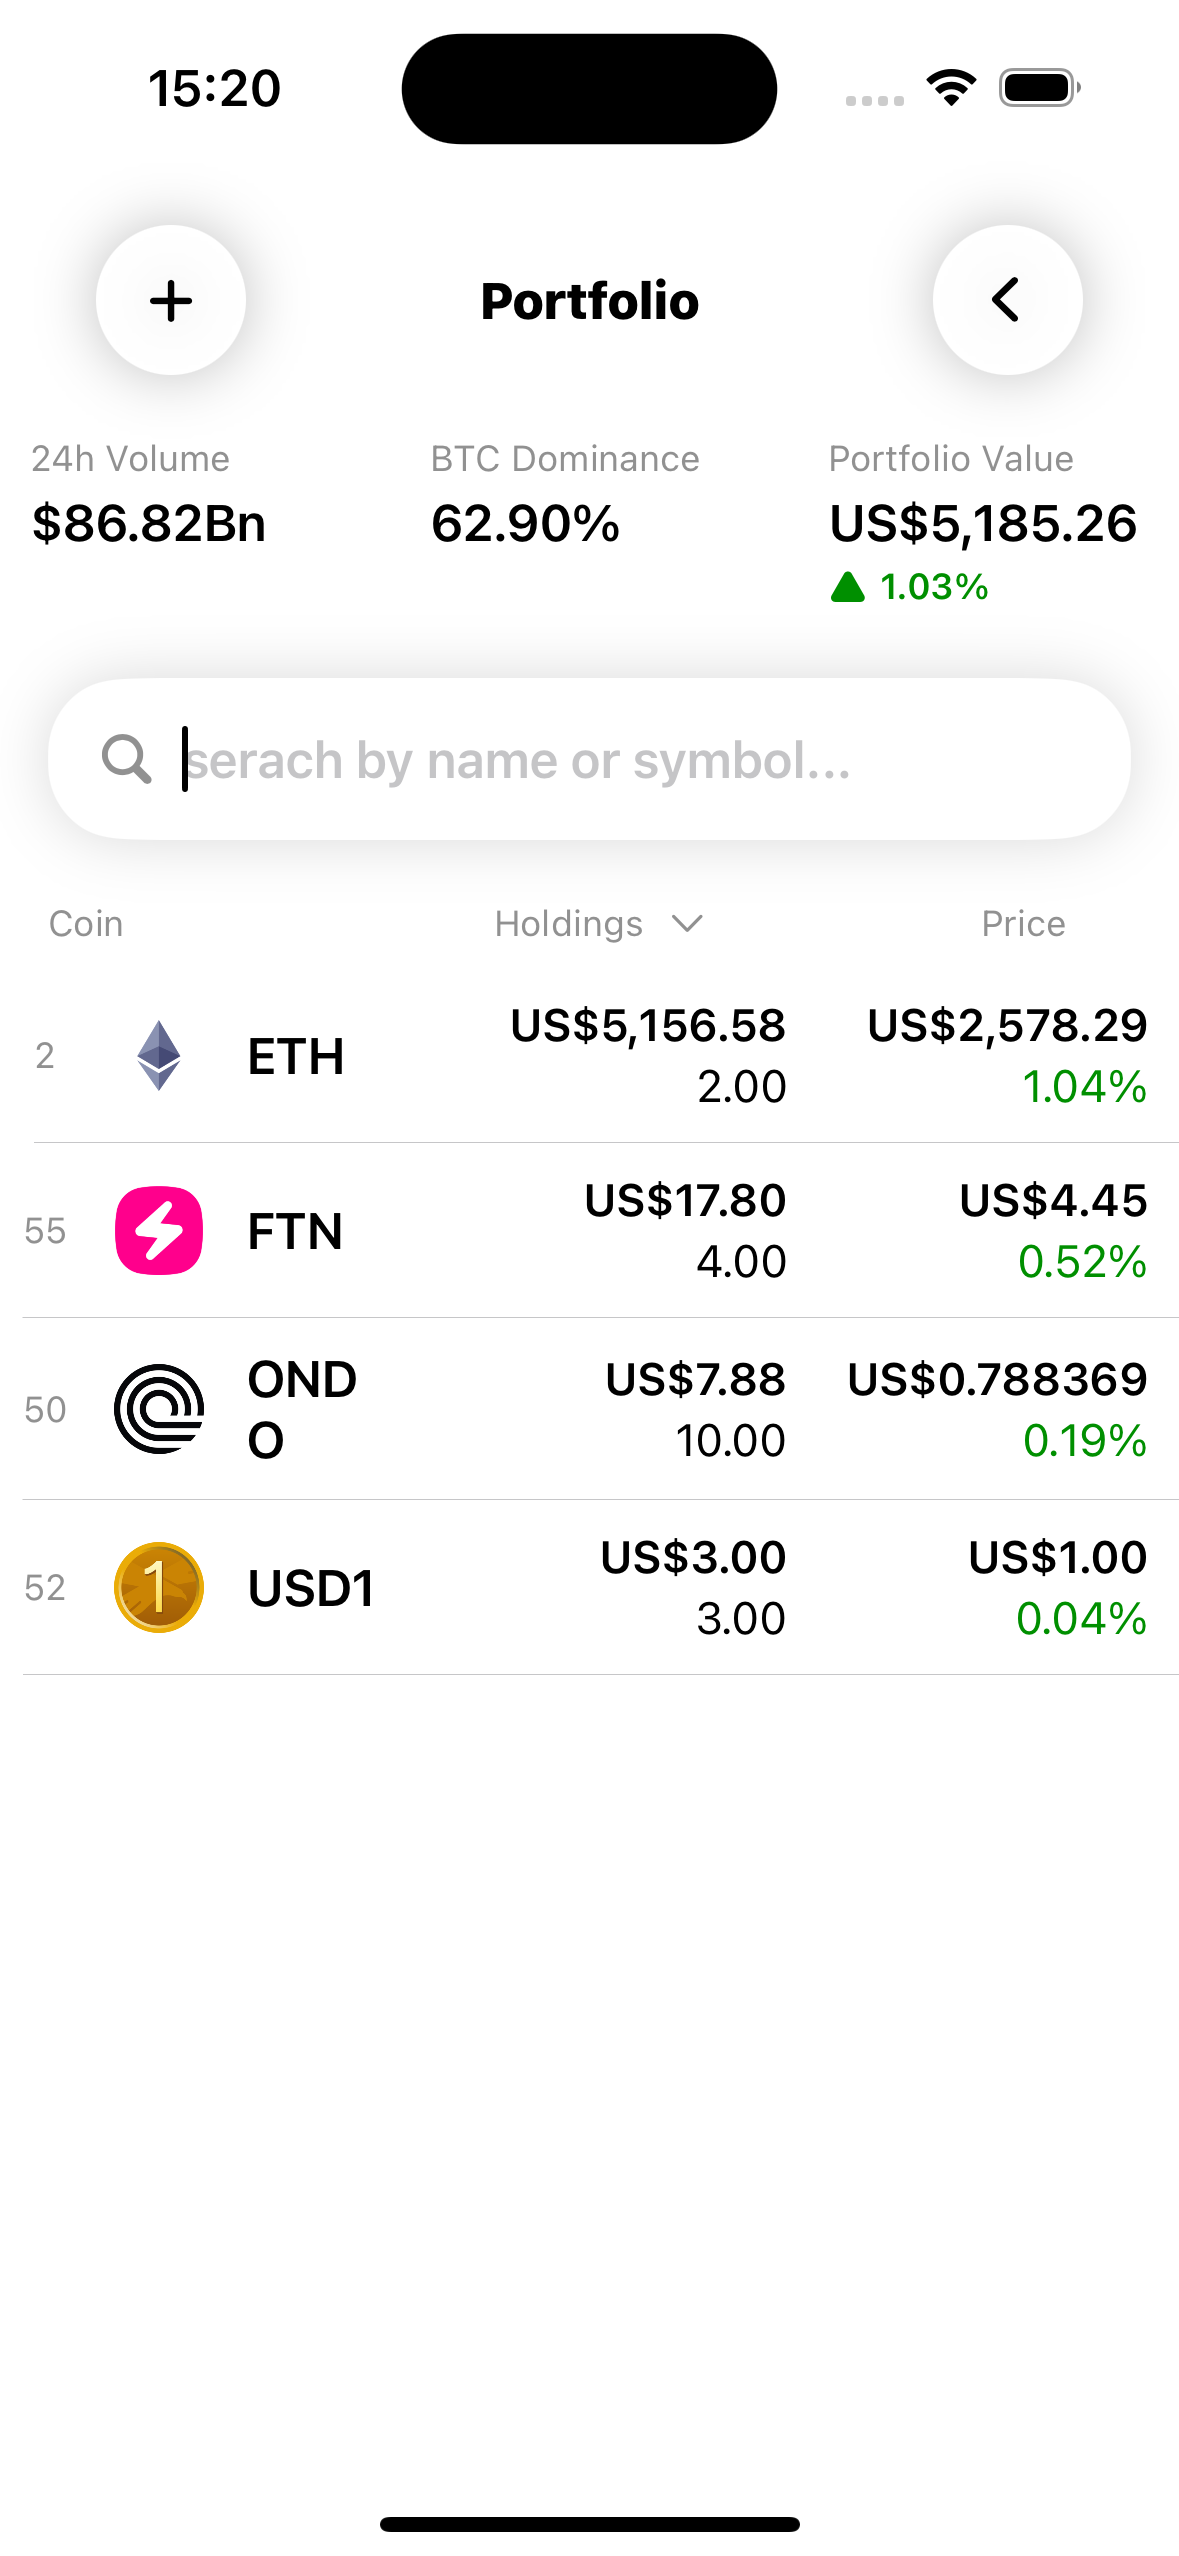 15:20
Portfolio
24h Volume BTC Dominance Portfolio Value
$86.82Bn 62.90% US$5,185.26
1.03%
serach by name or symbol...
Coin Holdings Price
2 ETH US$5,156.58 US$2,578.29
2.00 1.04%
55 FTN US$17.80 US$4.45
4.00 0.52%
50 OND US$7.88 US$0.788369
O 10.00 0.19%
52 1 USD1 US$3.00 US$1.00
3.00 0.04%